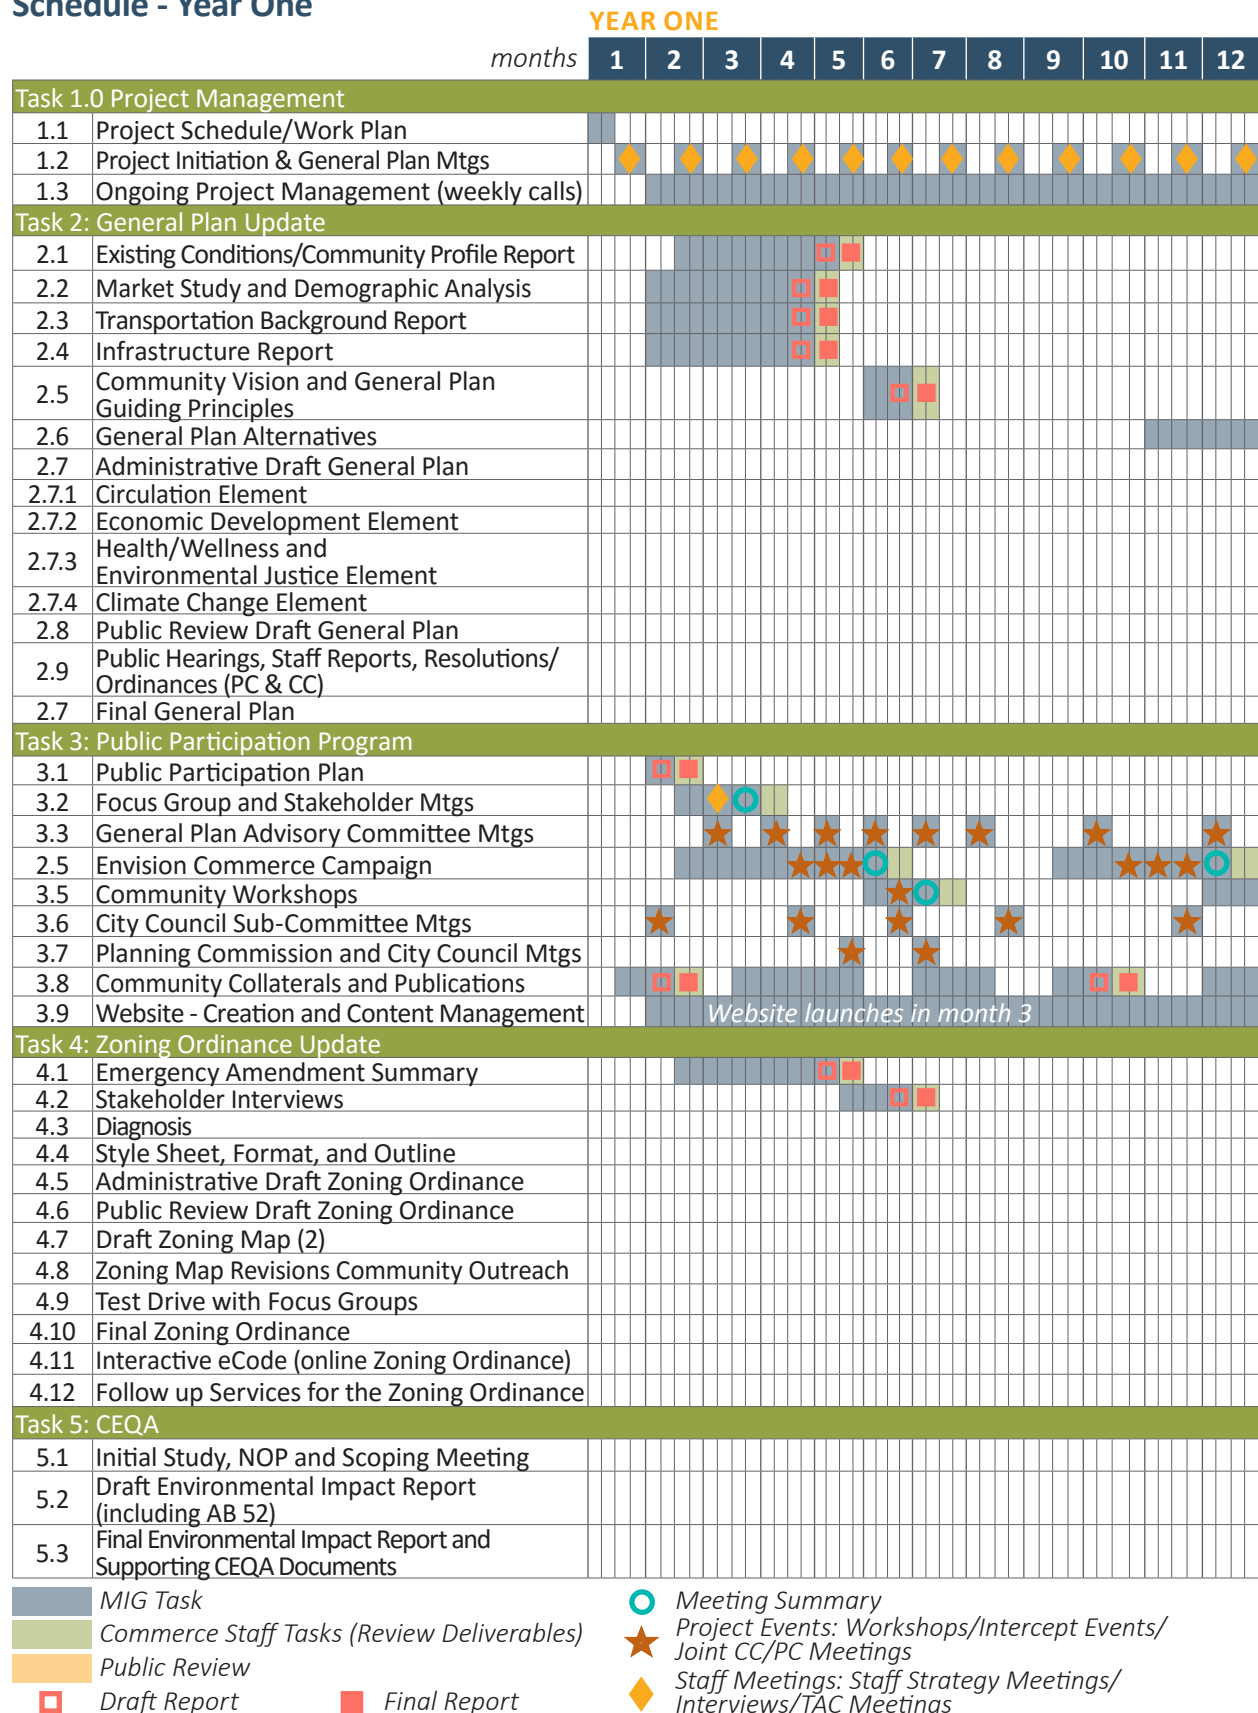 Schedule - Year One
YEAR ONE
months 1 2 3 4 5 6 7 8 9 10 11 12
Task 1.0 Project Management
1.1 Project Schedule/Work Plan
1.2 Project Initiation & General Plan Mtgs
1.3 Ongoing Project Management (weekly calls)
Task 2: General Plan Update
2.1 Existing Conditions/Community Profile Report
2.2 Market Study and Demographic Analysis
2.3 Transportation Background Report
2.4 Infrastructure Report
2.5 Community Vision and General Plan
Guiding Principles
2.6 General Plan Alternatives
2.7 Administrative Draft General Plan
2.7.1 Circulation Element
2.7.2 Economic Development Element
2.7.3 Health/Wellness and
Environmental Justice Element
2.7.4 Climate Change Element
2.8 Public Review Draft General Plan
2.9 Public Hearings, Staff Reports, Resolutions/
Ordinances (PC & CC)
2.7 Final General Plan
Task 3: Public Participation Program
3.1 Public Participation Plan
3.2 Focus Group and Stakeholder Mtgs
3.3 General Plan Advisory Committee Mtgs
2.5 Envision Commerce Campaign
3.5 Community Workshops
3.6 City Council Sub-Committee Mtgs
3.7 Planning Commission and City Council Mtgs
3.8 Community Collaterals and Publications
3.9 Website - Creation and Content Management Website launches in month 3
Task 4: Zoning Ordinance Update
4.1 Emergency Amendment Summary
4.2 Stakeholder Interviews
4.3 Diagnosis
4.4 Style Sheet, Format, and Outline
4.5 Administrative Draft Zoning Ordinance
4.6 Public Review Draft Zoning Ordinance
4.7 Draft Zoning Map (2)
4.8 Zoning Map Revisions Community Outreach
4.9 Test Drive with Focus Groups
4.10 Final Zoning Ordinance
4.11 Interactive eCode (online Zoning Ordinance)
4.12 Follow up Services for the Zoning Ordinance
Task 5: CEQA
5.1 Initial Study, NOP and Scoping Meeting
5.2 Draft Environmental Impact Report
(including AB 52)
5.3 Final Environmental Impact Report and
Supporting CEQA Documents
MIG Task
Commerce Staff Tasks (Review Deliverables)
Public Review
Draft Report Final Report
Meeting Summary
Project Events: Workshops/Intercept Events/
Joint CC/PC Meetings
Staff Meetings: Staff Strategy Meetings/
Interviews/TAC Meetings